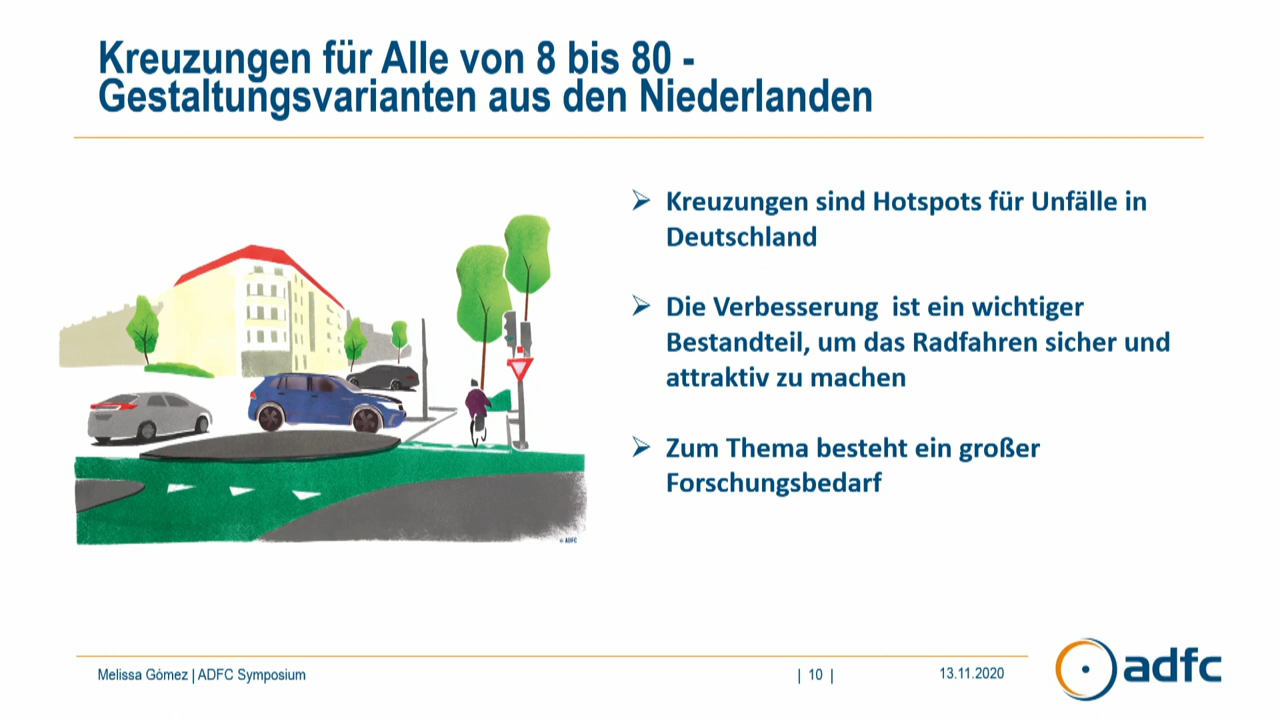 Kreuzungen für Alle von 8 bis 80 -
Gestaltungsvarianten aus den Niederlanden
➢ Kreuzungen sind Hotspots für Unfälle in
Deutschland
➢ Die Verbesserung ist ein wichtiger
Bestandteil, um das Radfahren sicher und
attraktiv zu machen
➢ Zum Thema besteht ein großer
Forschungsbedarf
© ADFC
Melissa Gómez | ADFC Symposium
| 10 |
13.11.2020
adfc